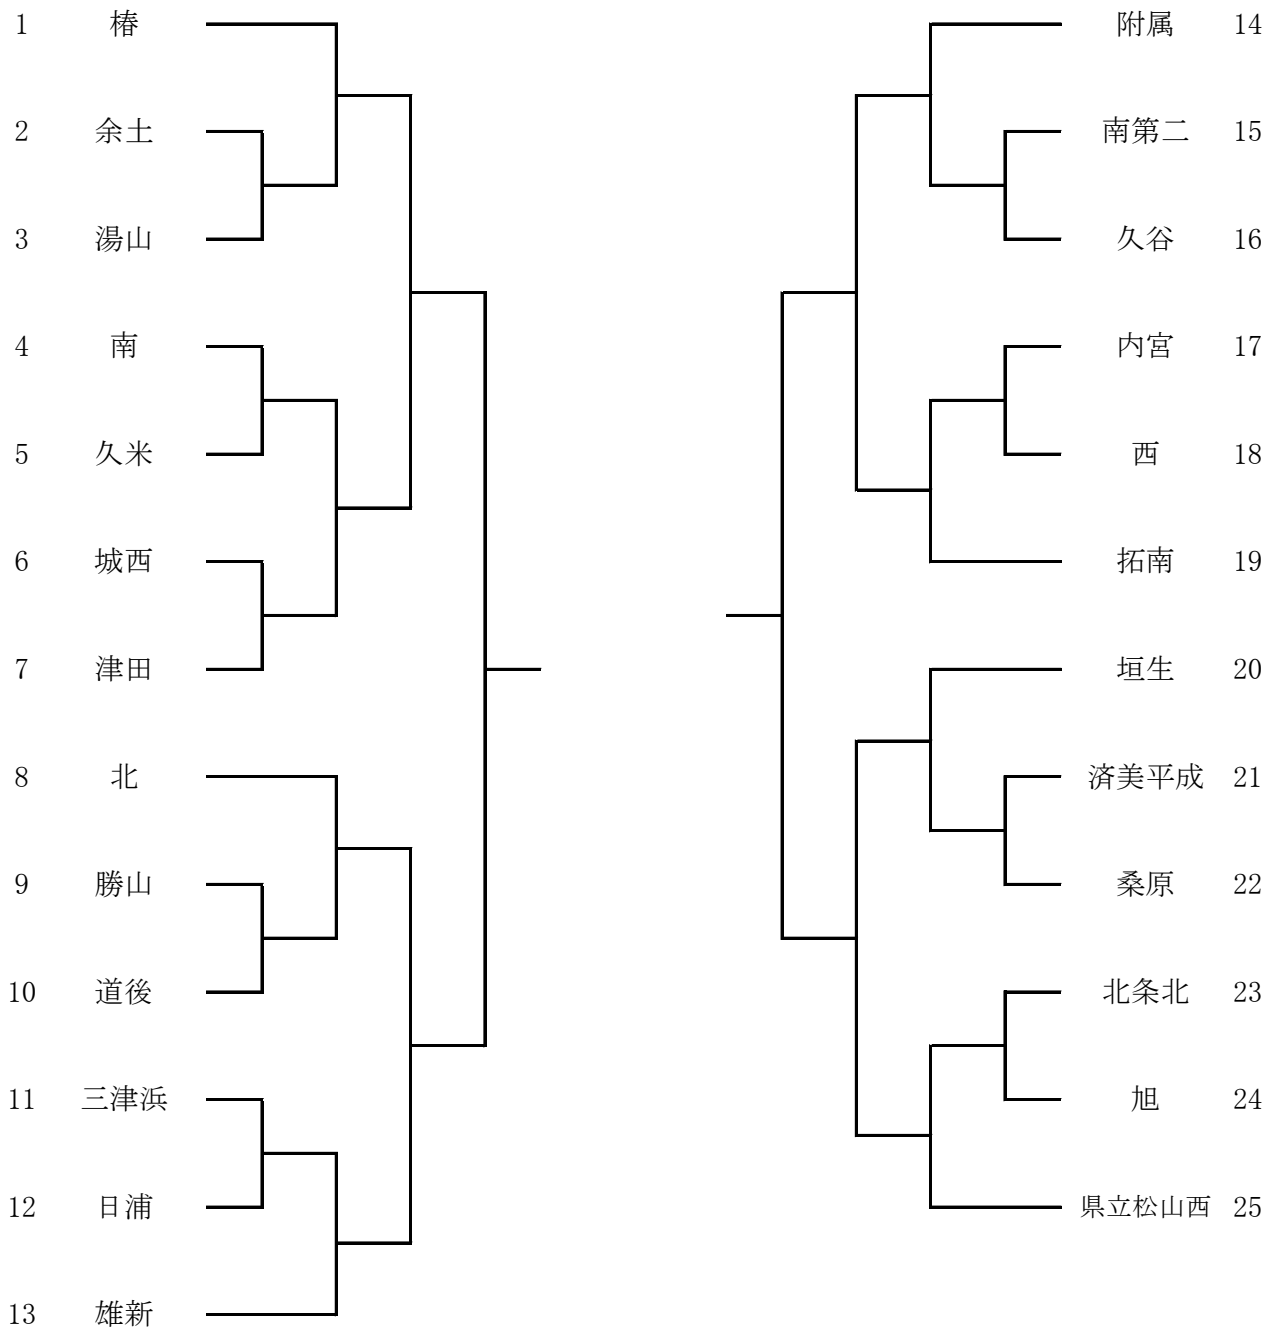 1 椿
2 余土
3 湯山
4 南
5 久米
6 城西
7 津田
8 北
9 勝山
10 道後
11 三津浜
12 日浦
13 雄新
附属 14
南第二 15
久谷 16
内宮 17
西 18
拓南 19
垣生 20
済美平成 21
桑原 22
北条北 23
旭 24
県立松山西 25